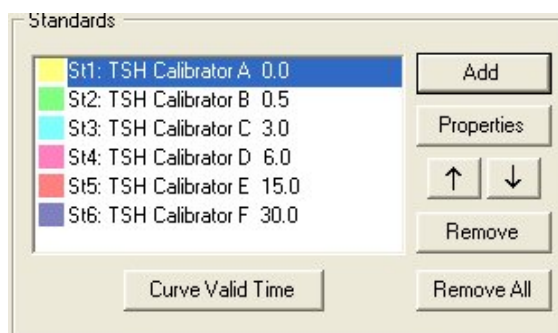 Standards
St1: TSH Calibrator A 0.0
St2: TSH Calibrator B 0.5
St3: TSH Calibrator C 3.0
St4: TSH Calibrator D 6.0
St5: TSH Calibrator E 15.0
St6: TSH Calibrator F 30.0
Add
Properties
↑ ↓
Remove
Curve Valid Time
Remove All